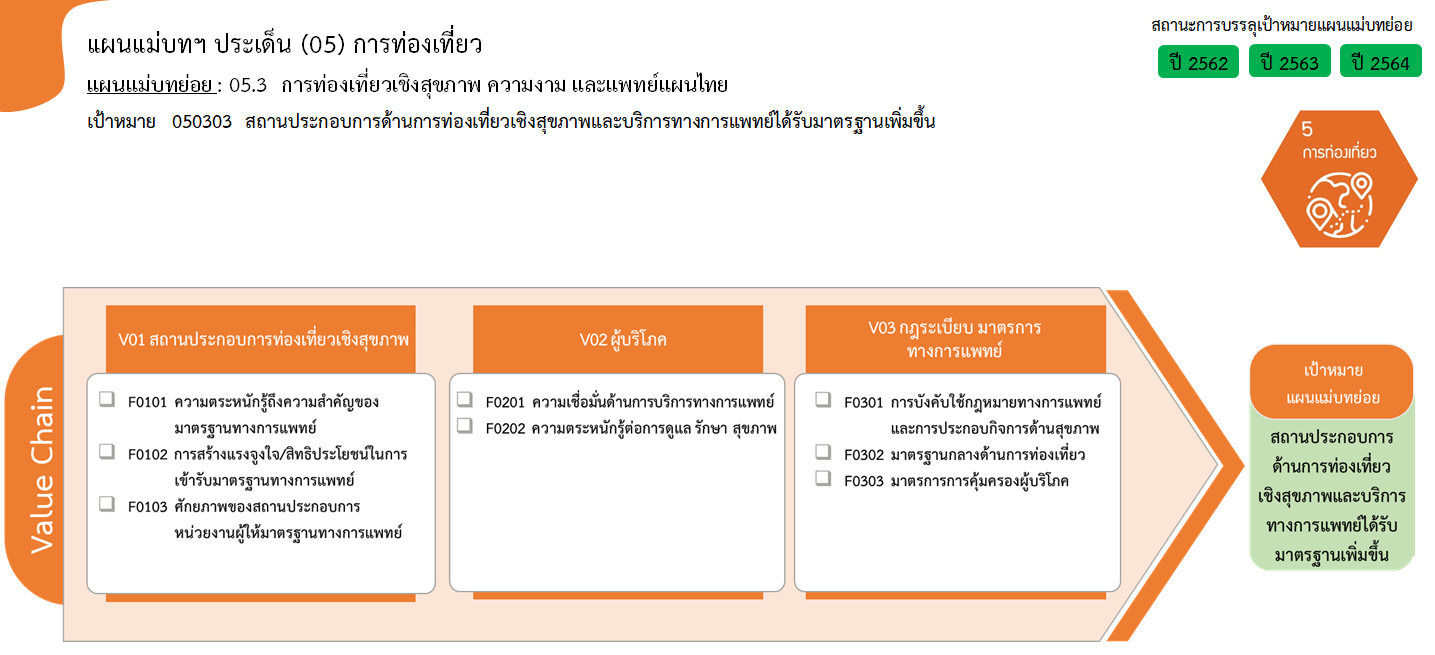 แผนแม่บทฯ ประเด็น (05) การท่องเที่ยว
แผนแม่บทย่อย : 05.3 การท่องเที่ยวเชิงสุขภาพ ความงาม และแพทย์แผนไทย
เป้าหมาย 050303 สถานประกอบการด้านการท่องเที่ยวเชิงสุขภาพและบริการทางการแพทย์ได้รับมาตรฐานเพิ่มขึ้น
สถานะการบรรลุเป้าหมายแผนแม่บทย่อย
ปี 2562 ปี 2563 ปี 2564
5
การท่องเที่ยว
Value Chain
V01 สถานประกอบการท่องเที่ยวเชิงสุขภาพ
F0101 ความตระหนักรู้ถึงความสำคัญของ
มาตรฐานทางการแพทย์
F0102 การสร้างแรงจูงใจ/สิทธิประโยชน์ในการ
เข้ารับมาตรฐานทางการแพทย์
F0103 ศักยภาพของสถานประกอบการ
หน่วยงานผู้ให้มาตรฐานทางการแพทย์
V02 ผู้บริโภค
F0201 ความเชื่อมั่นด้านการบริการทางการแพทย์
F0202 ความตระหนักรู้ต่อการดูแล รักษา สุขภาพ
V03 กฎระเบียบ มาตรการ
ทางการแพทย์
F0301 การบังคับใช้กฎหมายทางการแพทย์
และการประกอบกิจการด้านสุขภาพ
F0302 มาตรฐานกลางด้านการท่องเที่ยว
F0303 มาตรการการคุ้มครองผู้บริโภค
เป้าหมาย
แผนแม่บทย่อย
สถานประกอบการ
ด้านการท่องเที่ยว
เชิงสุขภาพและบริการ
ทางการแพทย์ได้รับ
มาตรฐานเพิ่มขึ้น